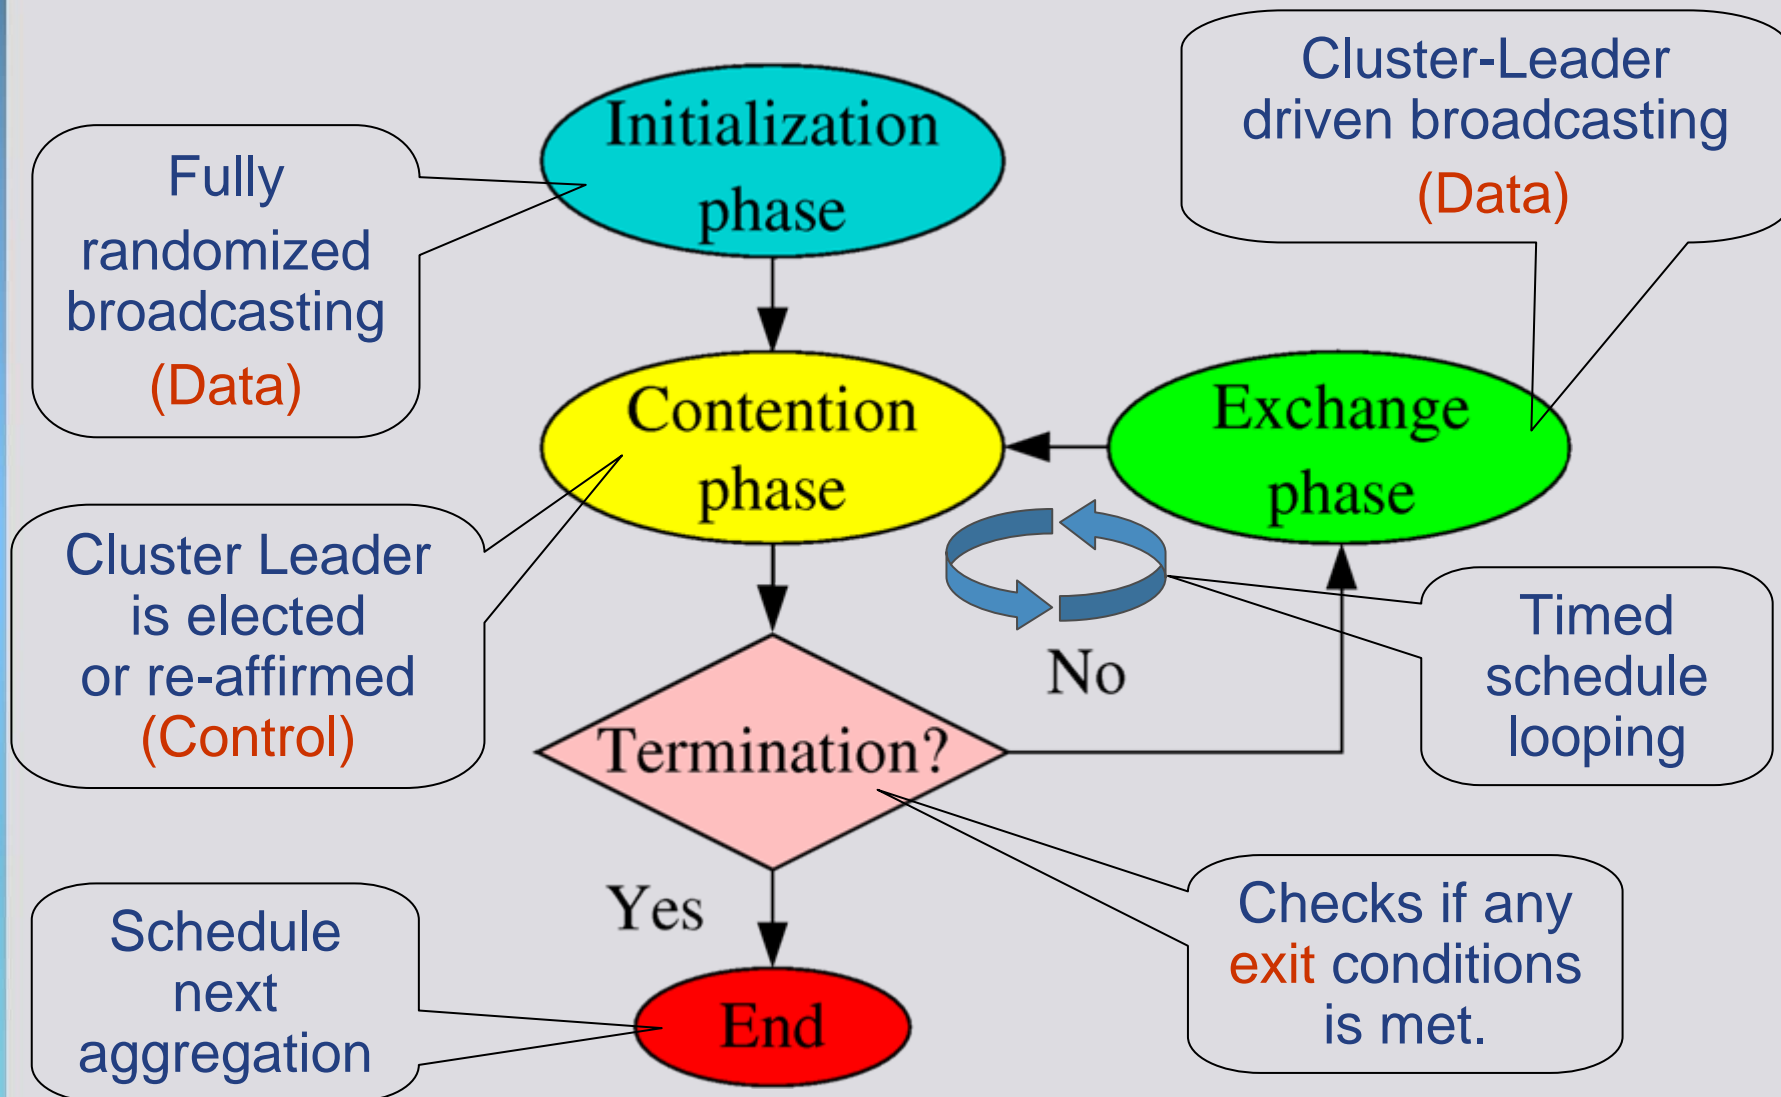 Initialization
phase
Fully
randomized
broadcasting
(Data)
Cluster-Leader
driven broadcasting
(Data)
Contention
phase
Exchange
phase
Cluster Leader
is elected
or re-affirmed
(Control)
No
Timed
schedule
looping
Termination?
Yes
Checks if any
exit conditions
is met.
Schedule
next
aggregation
End